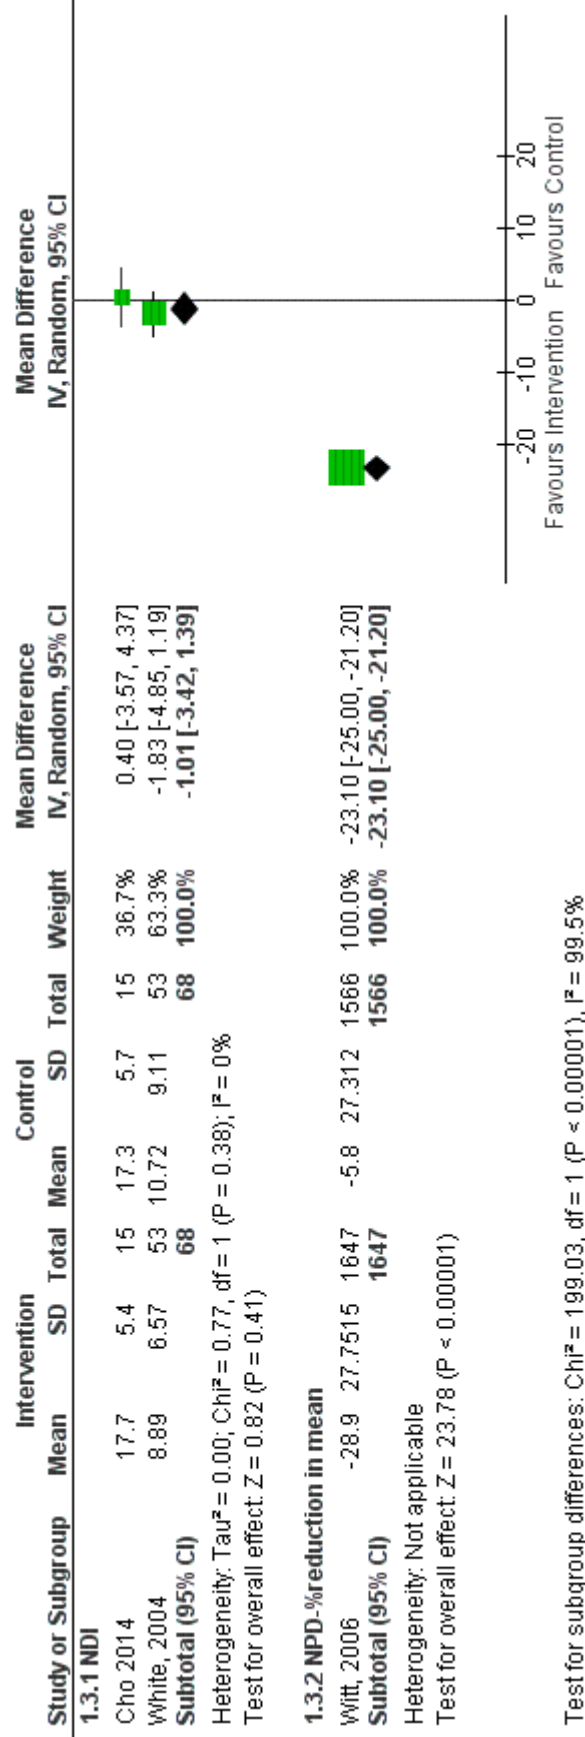 Intervention Control Mean Difference Mean Difference
Study or Subgroup Mean SD Total Mean SD Total Weight IV, Random, 95% CI IV, Random, 95% CI
1.3.1 NDI
Cho 2014 17.7 5.4 15 17.3 5.7 15 36.7% 0.40 [-3.57, 4.37]
White, 2004 8.89 6.57 53 10.72 9.11 53 63.3% -1.83 [-4.85, 1.19]
Subtotal (95% CI) 68 68 100.0% -1.01 [-3.42, 1.39]
Heterogeneity: Tau² = 0.00; Chi² = 0.77, df = 1 (P = 0.38); I² = 0%
Test for overall effect: Z = 0.82 (P = 0.41)
1.3.2 NPD-%reduction in mean
Witt, 2006 -28.9 27.7515 1647 -5.8 27.312 1566 100.0% -23.10 [-25.00, -21.20]
Subtotal (95% CI) 1647 1566 100.0% -23.10 [-25.00, -21.20]
Heterogeneity: Not applicable
Test for overall effect: Z = 23.78 (P < 0.00001)
-20 -10 0 10 20
Favours Intervention Favours Control
Test for subgroup differences: Chi² = 199.03, df = 1 (P < 0.00001), I² = 99.5%